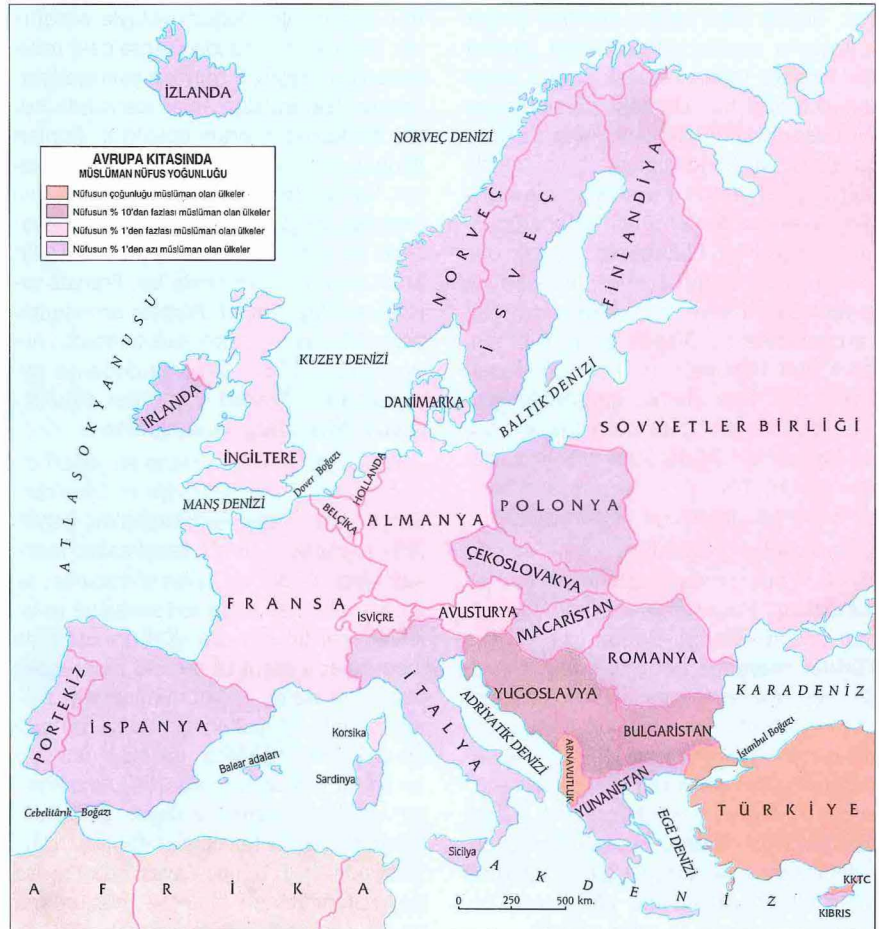 İZLANDA
NORVEÇ DENİZİ
AVRUPA KITASINDA
MÜSLÜMAN NÜFUS YOĞUNLUĞU
Nüfusun çoğunluğu müslüman olan ülkeler
Nüfusun % 10'dan fazlası müslüman olan ülkeler
Nüfusun % 1'den fazlası müslüman olan ülkeler
Nüfusun % 1'den azı müslüman olan ülkeler
NORVEÇ
İSVEÇ
FİNLANDİYA
ATLAS OKYANUSU
KUZEY DENİZİ
İRLANDA
DANİMARKA
BALTIK DENİZİ
SOVYETLER BİRLİĞİ
İNGİLTERE
Dover Boğazı
HOLLANDA
MANŞ DENİZİ
BELÇİKA
ALMANYA
POLONYA
ÇEKOSLOVAKYA
FRANSA
İSVİÇRE
AVUSTURYA
MACARİSTAN
ROMANYA
PORTEKİZ
İSPANYA
İTALYA
ADRİYATİK DENİZİ
YUGOSLAVYA
KARADENİZ
BULGARİSTAN
İstanbul Boğazı
Korsika
Balear adaları
Sardinya
ARNAVUTLUK
YUNANİSTAN
TÜRKİYE
Cebelitârık Boğazı
EGE DENİZİ
Sicilya
AKDENİZ
AFRİKA
0 250 500 km.
KKTC
KIBRIS